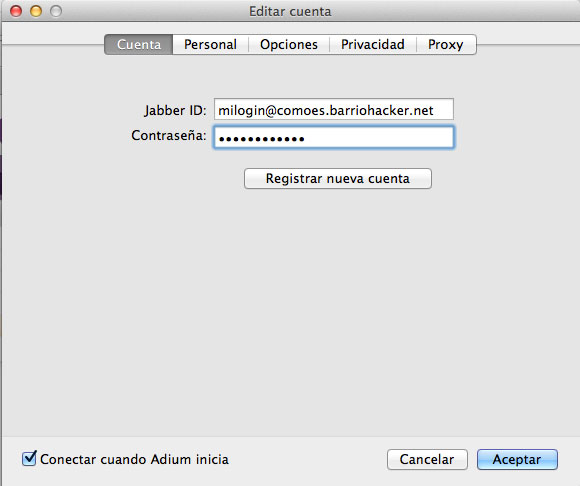 Editar cuenta
Cuenta Personal Opciones Privacidad Proxy
Jabber ID: milogin@comoes.barriohacker.net
Contraseña: ••••••••••••
Registrar nueva cuenta
Conectar cuando Adium inicia Cancelar Aceptar